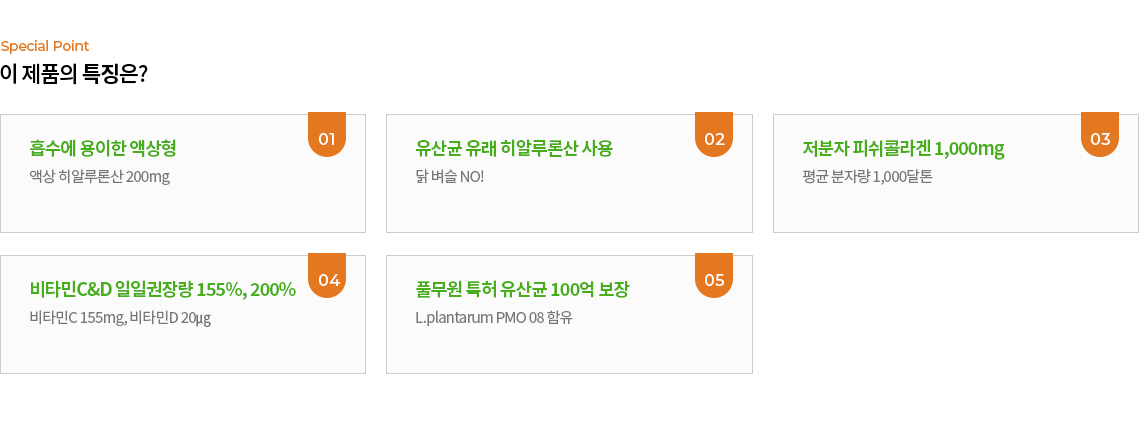 Special Point
이 제품의 특징은?
01
흡수에 용이한 액상형
액상 히알루론산 200mg
02
유산균 유래 히알루론산 사용
닭 벼슬 NO!
03
저분자 피쉬콜라겐 1,000mg
평균 분자량 1,000달톤
04
비타민C&D 일일권장량 155%, 200%
비타민C 155mg, 비타민D 20μg
05
풀무원 특허 유산균 100억 보장
L.plantarum PMO 08 함유